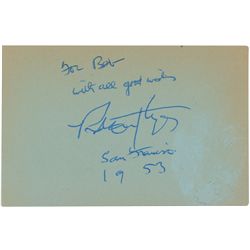 For Bob
with all good wishes
San Francisco
1953